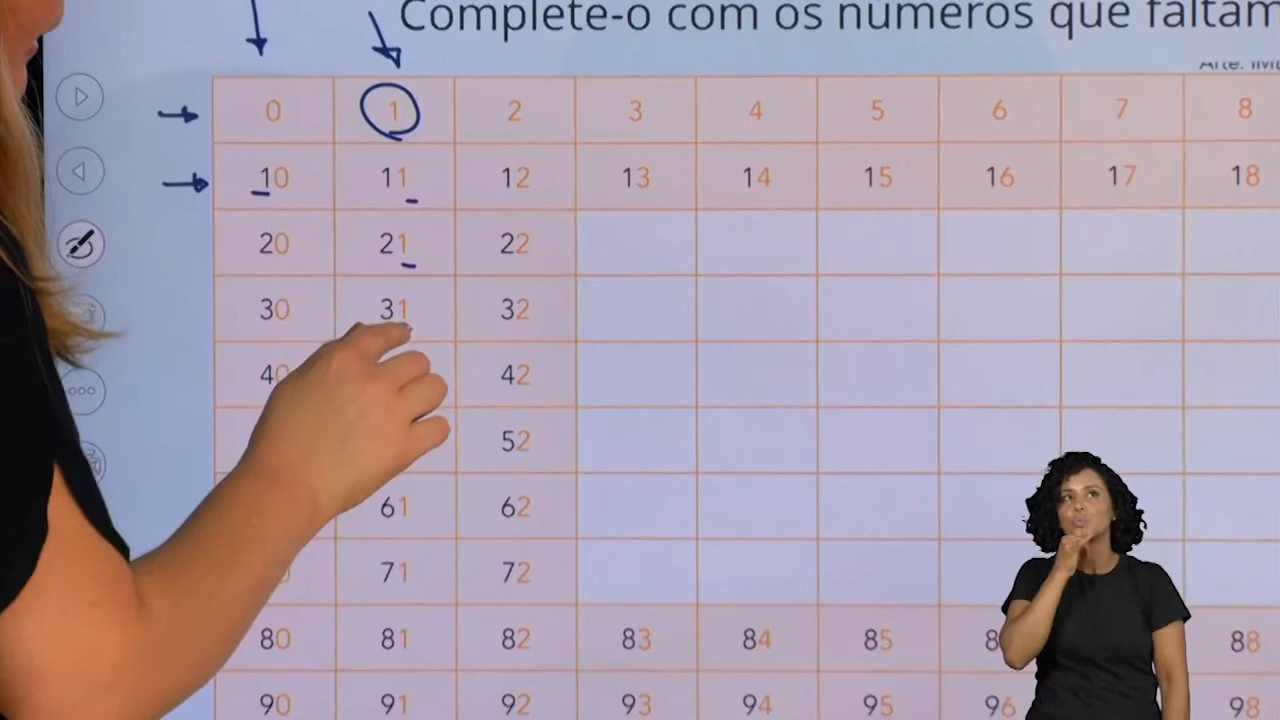 Complete-o com os números que faltam
0 1 2 3 4 5 6 7 8
10 11 12 13 14 15 16 17 18
20 21 22
30 31 32
42
52
61 62
71 72
80 81 82 83 84 85 88
90 91 92 93 94 95 96 98